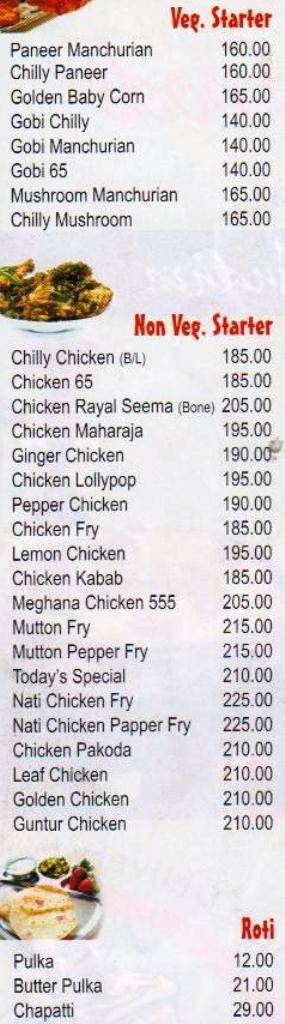 Veg. Starter
Paneer Manchurian 160.00
Chilly Paneer 160.00
Golden Baby Corn 165.00
Gobi Chilly 140.00
Gobi Manchurian 140.00
Gobi 65 140.00
Mushroom Manchurian 165.00
Chilly Mushroom 165.00
Non Veg. Starter
Chilly Chicken (B/L) 185.00
Chicken 65 185.00
Chicken Rayal Seema (Bone) 205.00
Chicken Maharaja 195.00
Ginger Chicken 190.00
Chicken Lollypop 195.00
Pepper Chicken 190.00
Chicken Fry 185.00
Lemon Chicken 195.00
Chicken Kabab 185.00
Meghana Chicken 555 205.00
Mutton Fry 215.00
Mutton Pepper Fry 215.00
Today's Special 210.00
Nati Chicken Fry 225.00
Nati Chicken Papper Fry 225.00
Chicken Pakoda 210.00
Leaf Chicken 210.00
Golden Chicken 210.00
Guntur Chicken 210.00
Roti
Pulka 12.00
Butter Pulka 21.00
Chapatti 29.00